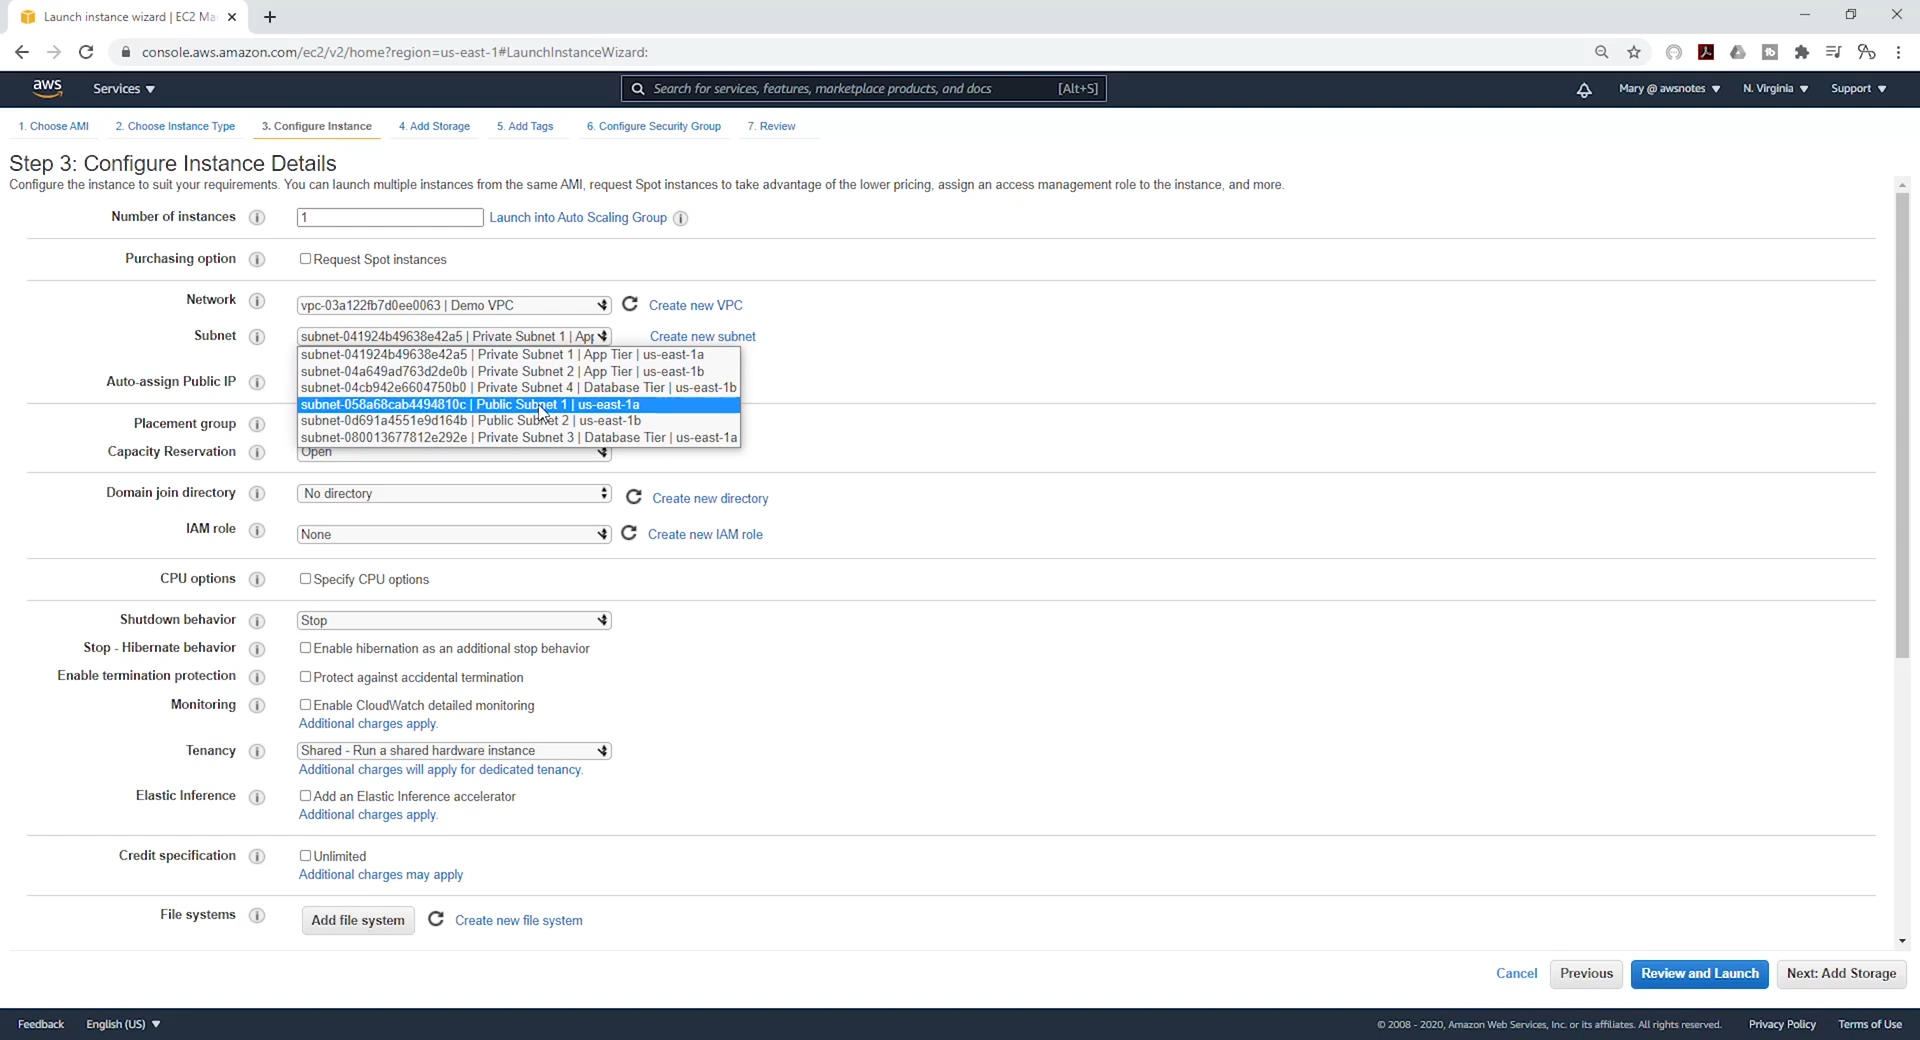 Launch instance wizard | EC2 Ma
console.aws.amazon.com/ec2/v2/home?region=us-east-1#LaunchInstanceWizard:
aws
Services
Search for services, features, marketplace products, and docs
[Alt+S]
Mary @ awsnotes
N. Virginia
Support
1. Choose AMI
2. Choose Instance Type
3. Configure Instance
4. Add Storage
5. Add Tags
6. Configure Security Group
7. Review
Step 3: Configure Instance Details
Configure the instance to suit your requirements. You can launch multiple instances from the same AMI, request Spot instances to take advantage of the lower pricing, assign an access management role to the instance, and more.
Number of instances
1
Launch into Auto Scaling Group
Purchasing option
Request Spot instances
Network
vpc-03a122fb7d0ee0063 | Demo VPC
Create new VPC
Subnet
subnet-041924b49638e42a5 | Private Subnet 1 | App
Create new subnet
subnet-041924b49638e42a5 | Private Subnet 1 | App Tier | us-east-1a
subnet-04a649ad763d2de0b | Private Subnet 2 | App Tier | us-east-1b
subnet-04cb942e6604750b0 | Private Subnet 4 | Database Tier | us-east-1b
subnet-058a68cab4494810c | Public Subnet 1 | us-east-1a
subnet-0d691a4551e9d164b | Public Subnet 2 | us-east-1b
subnet-080013677812e292e | Private Subnet 3 | Database Tier | us-east-1a
Auto-assign Public IP
Placement group
Capacity Reservation
Open
Domain join directory
No directory
Create new directory
IAM role
None
Create new IAM role
CPU options
Specify CPU options
Shutdown behavior
Stop
Stop - Hibernate behavior
Enable hibernation as an additional stop behavior
Enable termination protection
Protect against accidental termination
Monitoring
Enable CloudWatch detailed monitoring
Additional charges apply.
Tenancy
Shared - Run a shared hardware instance
Additional charges will apply for dedicated tenancy.
Elastic Inference
Add an Elastic Inference accelerator
Additional charges apply.
Credit specification
Unlimited
Additional charges may apply
File systems
Add file system
Create new file system
Cancel
Previous
Review and Launch
Next: Add Storage
Feedback
English (US)
© 2008 - 2020, Amazon Web Services, Inc. or its affiliates. All rights reserved.
Privacy Policy
Terms of Use